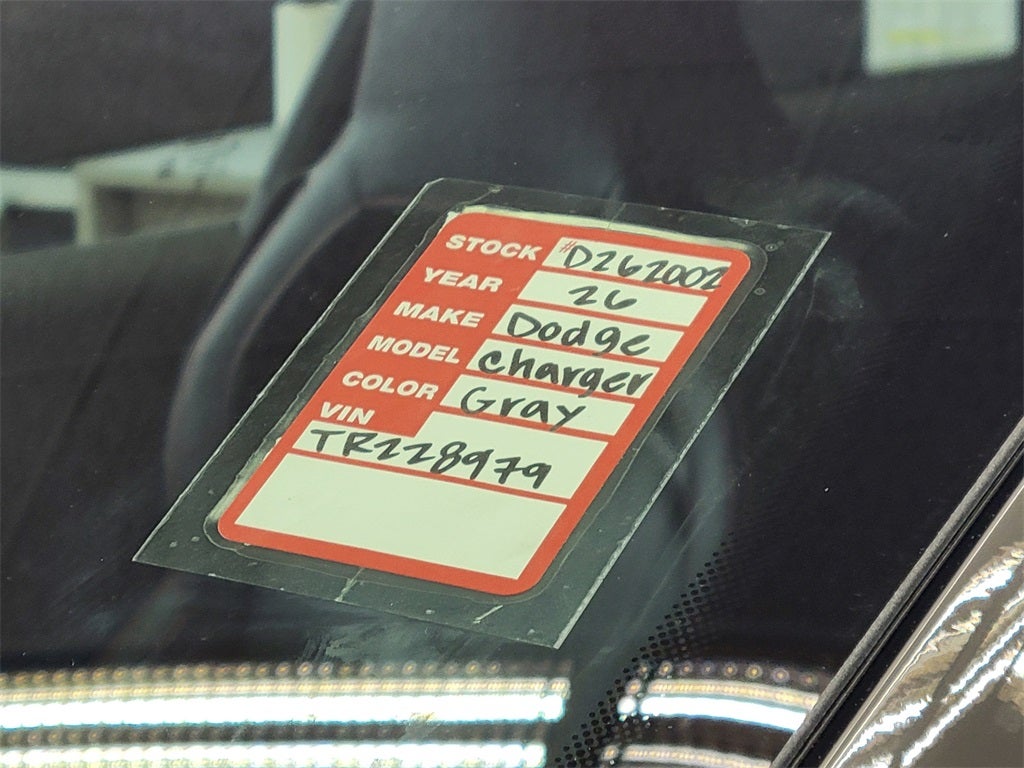 STOCK #D262002
YEAR 26
MAKE Dodge
MODEL Charger
COLOR Gray
VIN
TR228979